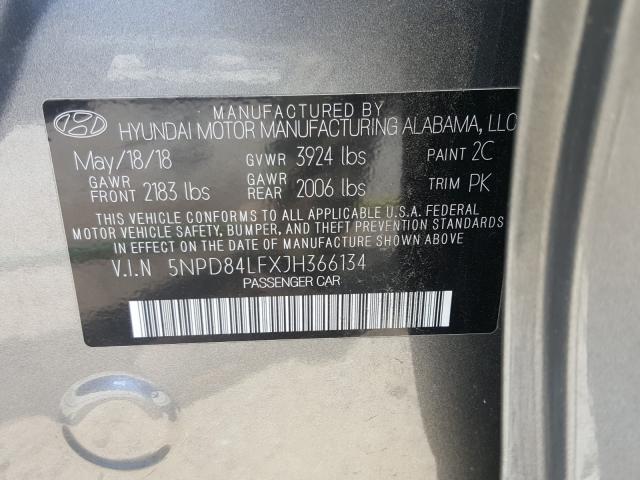 MANUFACTURED BY
HYUNDAI MOTOR MANUFACTURING ALABAMA, LLC
May/18/18 GVWR 3924 lbs PAINT 2C
GAWR FRONT 2183 lbs GAWR REAR 2006 lbs TRIM PK
THIS VEHICLE CONFORMS TO ALL APPLICABLE U.S.A. FEDERAL
MOTOR VEHICLE SAFETY, BUMPER, AND THEFT PREVENTION STANDARDS
IN EFFECT ON THE DATE OF MANUFACTURE SHOWN ABOVE.
V.I.N 5NPD84LFXJH366134
PASSENGER CAR